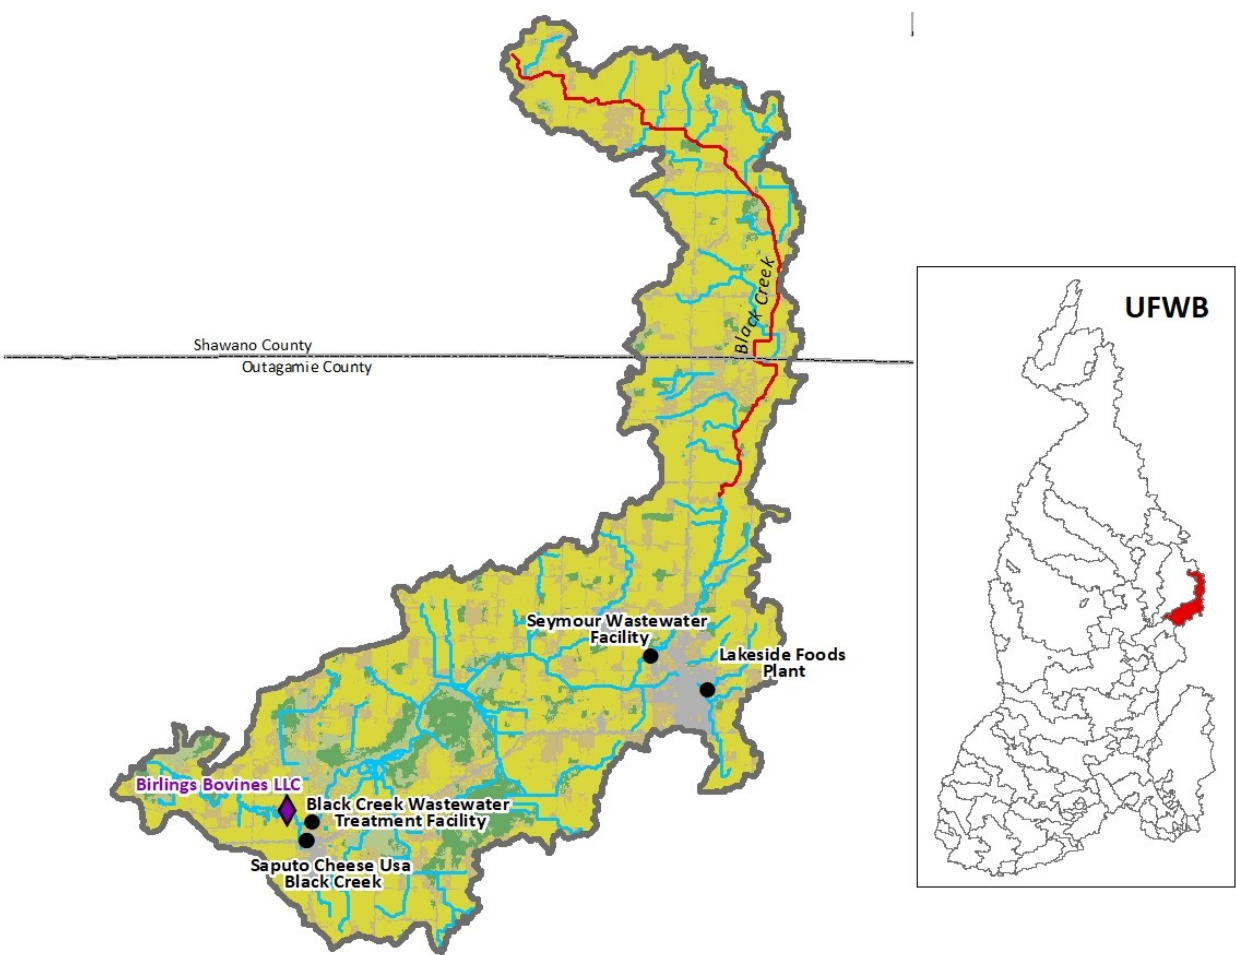 UFWB
Black Creek
Shawano County
Outagamie County
Seymour Wastewater
Facility
Lakeside Foods
Plant
Birlings Bovines LLC
Black Creek Wastewater
Treatment Facility
Saputo Cheese Usa
Black Creek